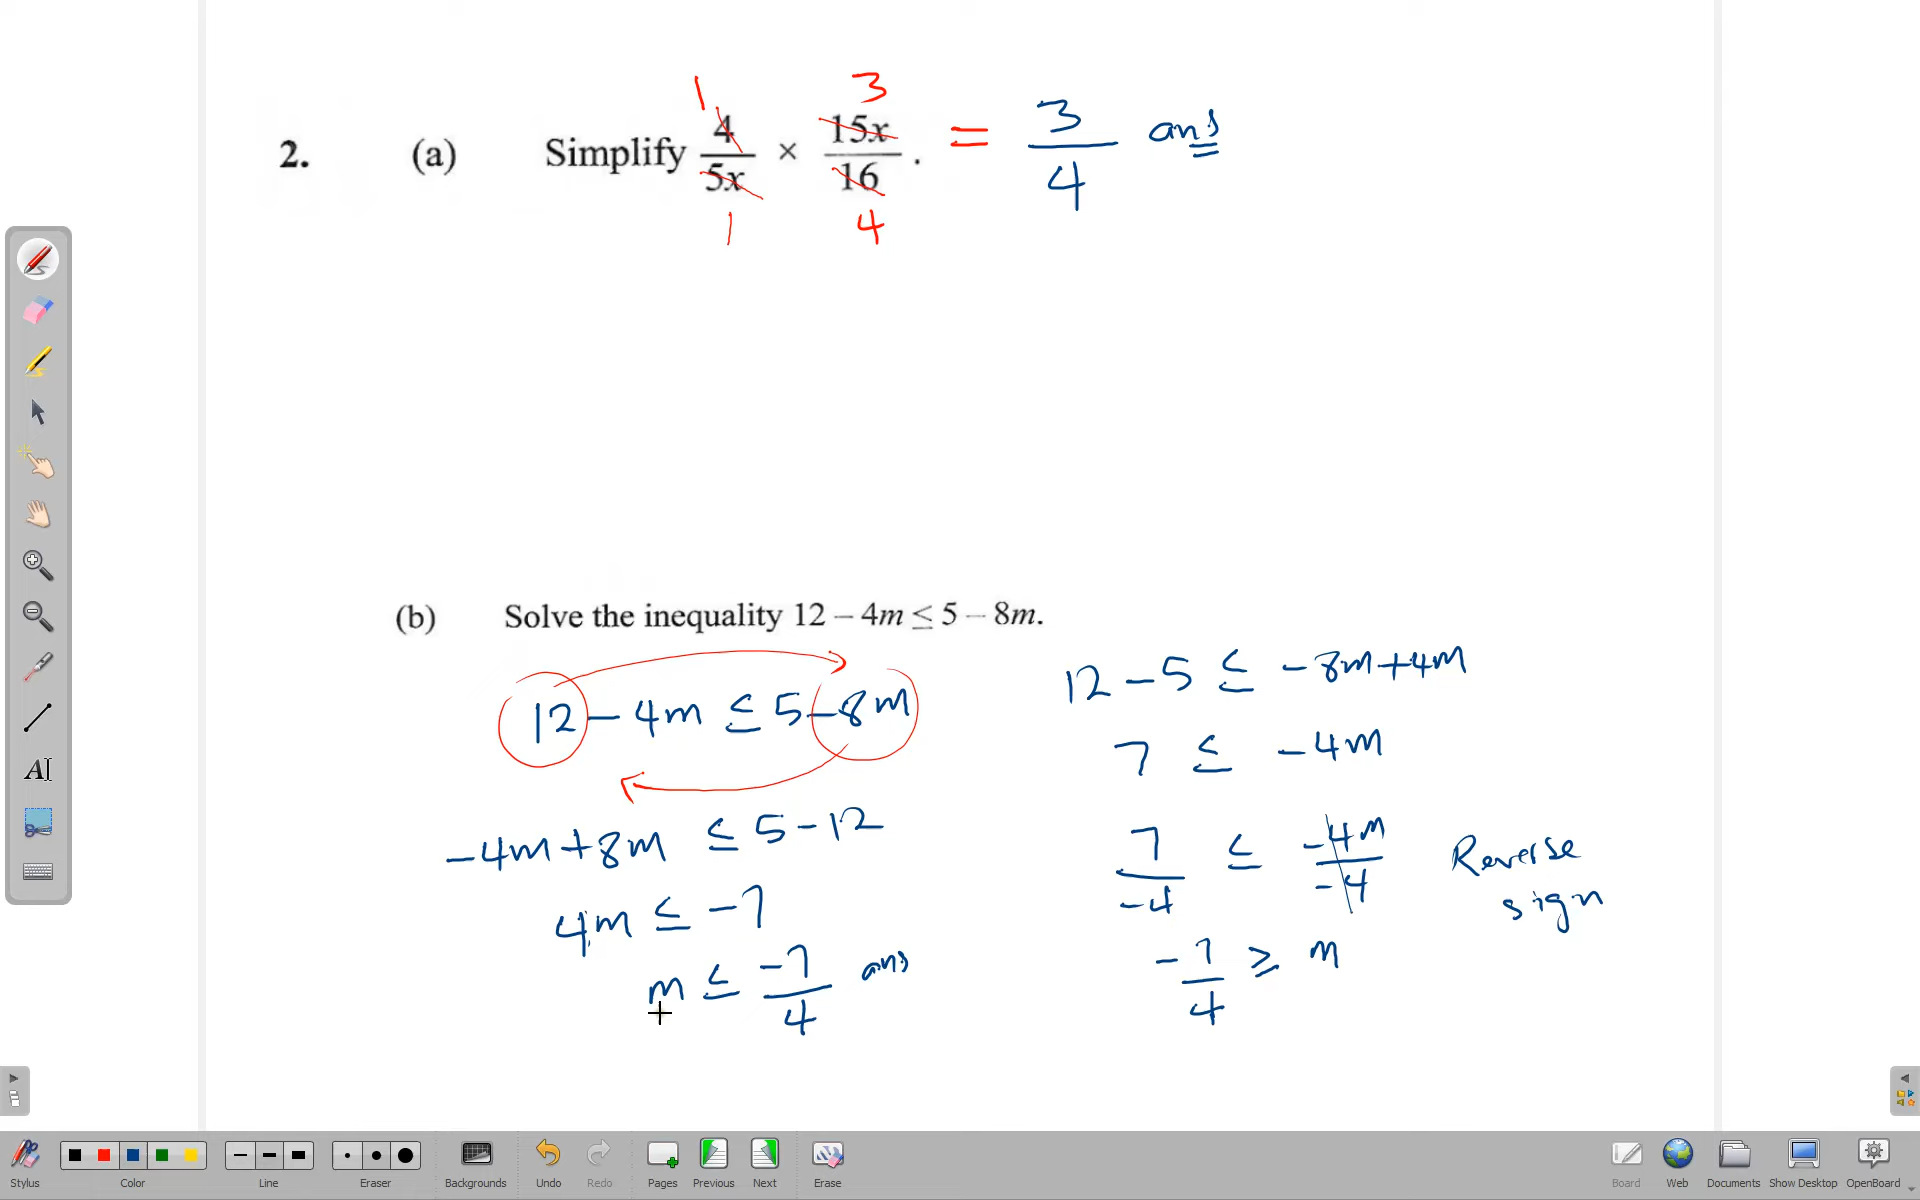 2. (a) Simplify 4/5x × 15x/16 . = 3/4 ans
1 3
1 4
(b) Solve the inequality 12 – 4m ≤ 5 – 8m.
12 - 4m ≤ 5 - 8m
-4m + 8m ≤ 5 - 12
4m ≤ -7
m ≤ -7/4 ans
12 - 5 ≤ -8m + 4m
7 ≤ -4m
7/-4 ≤ -4m/-4 Reverse sign
-7/4 ≥ m
A
Stylus Color Line Eraser Backgrounds Undo Redo Pages Previous Next Erase Board Web Documents Show Desktop OpenBoard